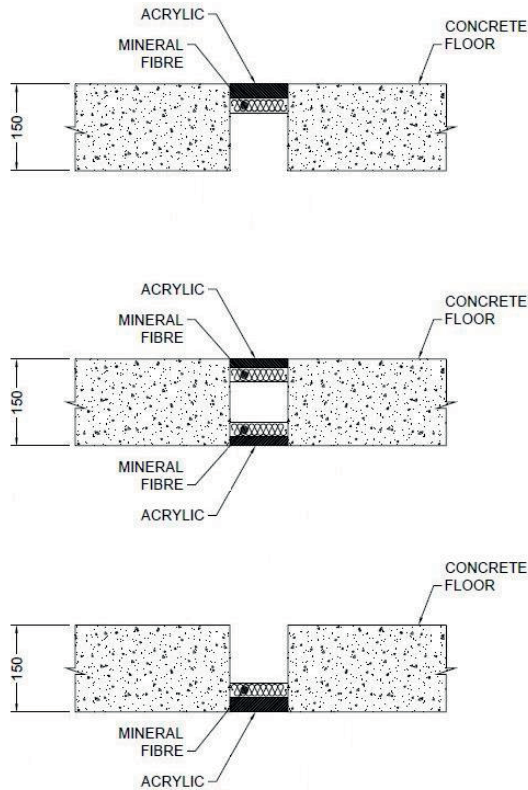 ACRYLIC
MINERAL
FIBRE
CONCRETE
FLOOR
150
ACRYLIC
MINERAL
FIBRE
CONCRETE
FLOOR
150
MINERAL
FIBRE
ACRYLIC
CONCRETE
FLOOR
150
MINERAL
FIBRE
ACRYLIC